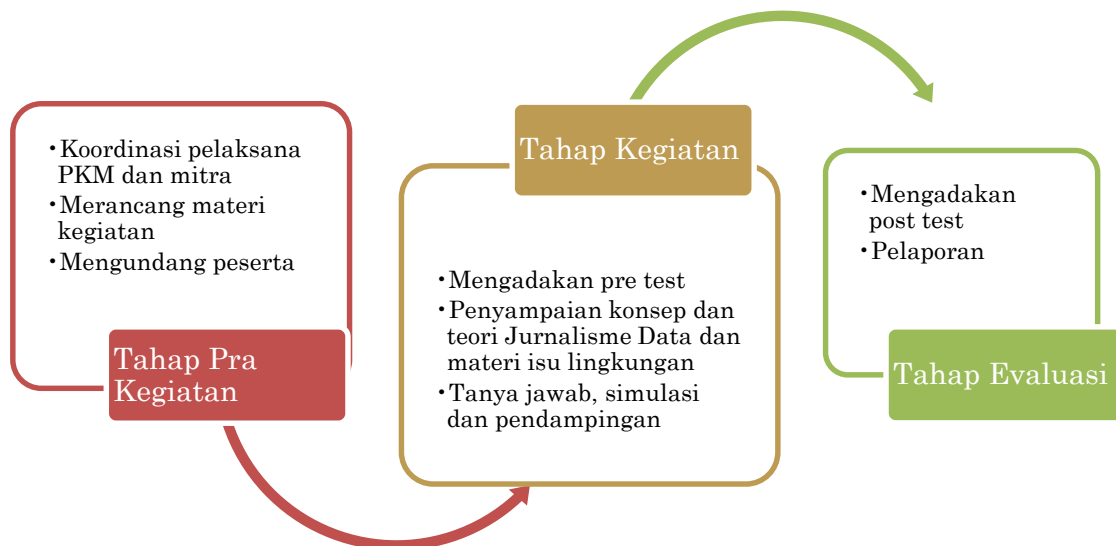 •Koordinasi pelaksana
PKM dan mitra
•Merancang materi
kegiatan
•Mengundang peserta
Tahap Pra
Kegiatan
Tahap Kegiatan
•Mengadakan pre test
•Penyampaian konsep dan
teori Jurnalisme Data dan
materi isu lingkungan
•Tanya jawab, simulasi
dan pendampingan
•Mengadakan
post test
•Pelaporan
Tahap Evaluasi